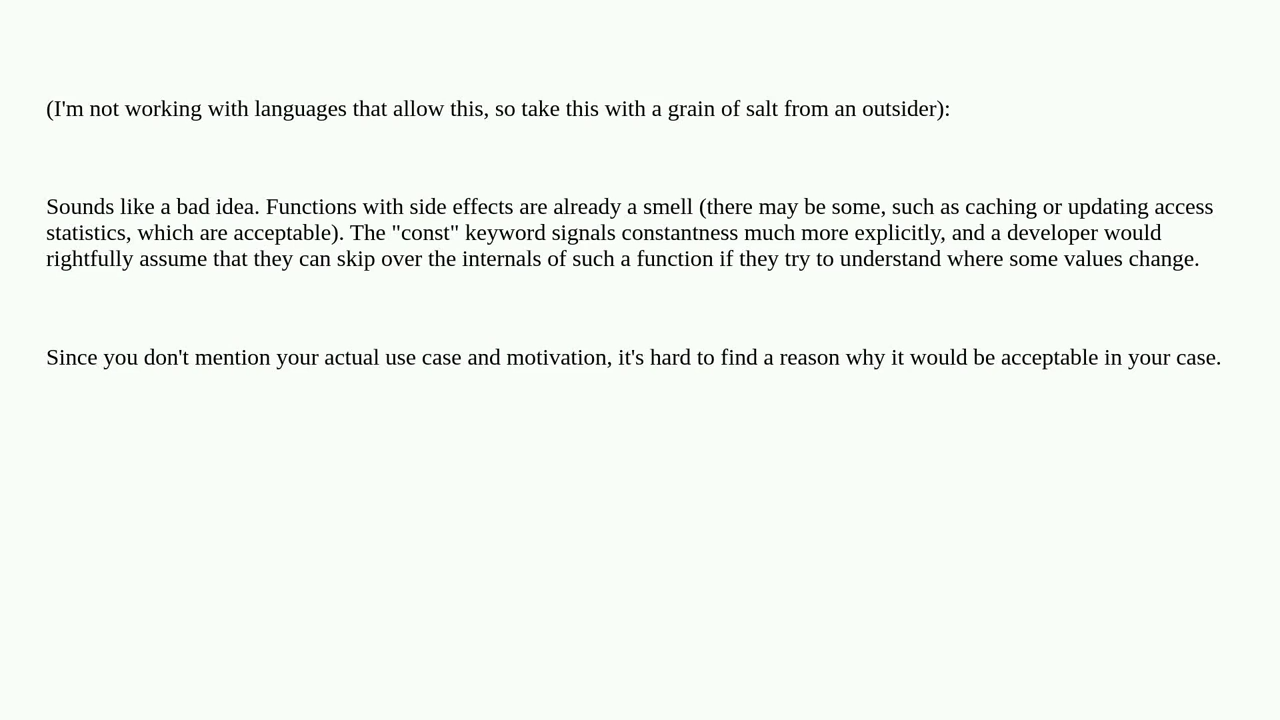 (I'm not working with languages that allow this, so take this with a grain of salt from an outsider):
Sounds like a bad idea. Functions with side effects are already a smell (there may be some, such as caching or updating access
statistics, which are acceptable). The "const" keyword signals constantness much more explicitly, and a developer would
rightfully assume that they can skip over the internals of such a function if they try to understand where some values change.
Since you don't mention your actual use case and motivation, it's hard to find a reason why it would be acceptable in your case.